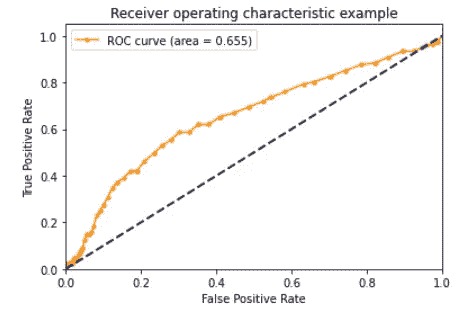 Receiver operating characteristic example
ROC curve (area = 0.655)
1.0
0.8
0.6
0.4
0.2
0.0
True Positive Rate
0.0 0.2 0.4 0.6 0.8 1.0
False Positive Rate